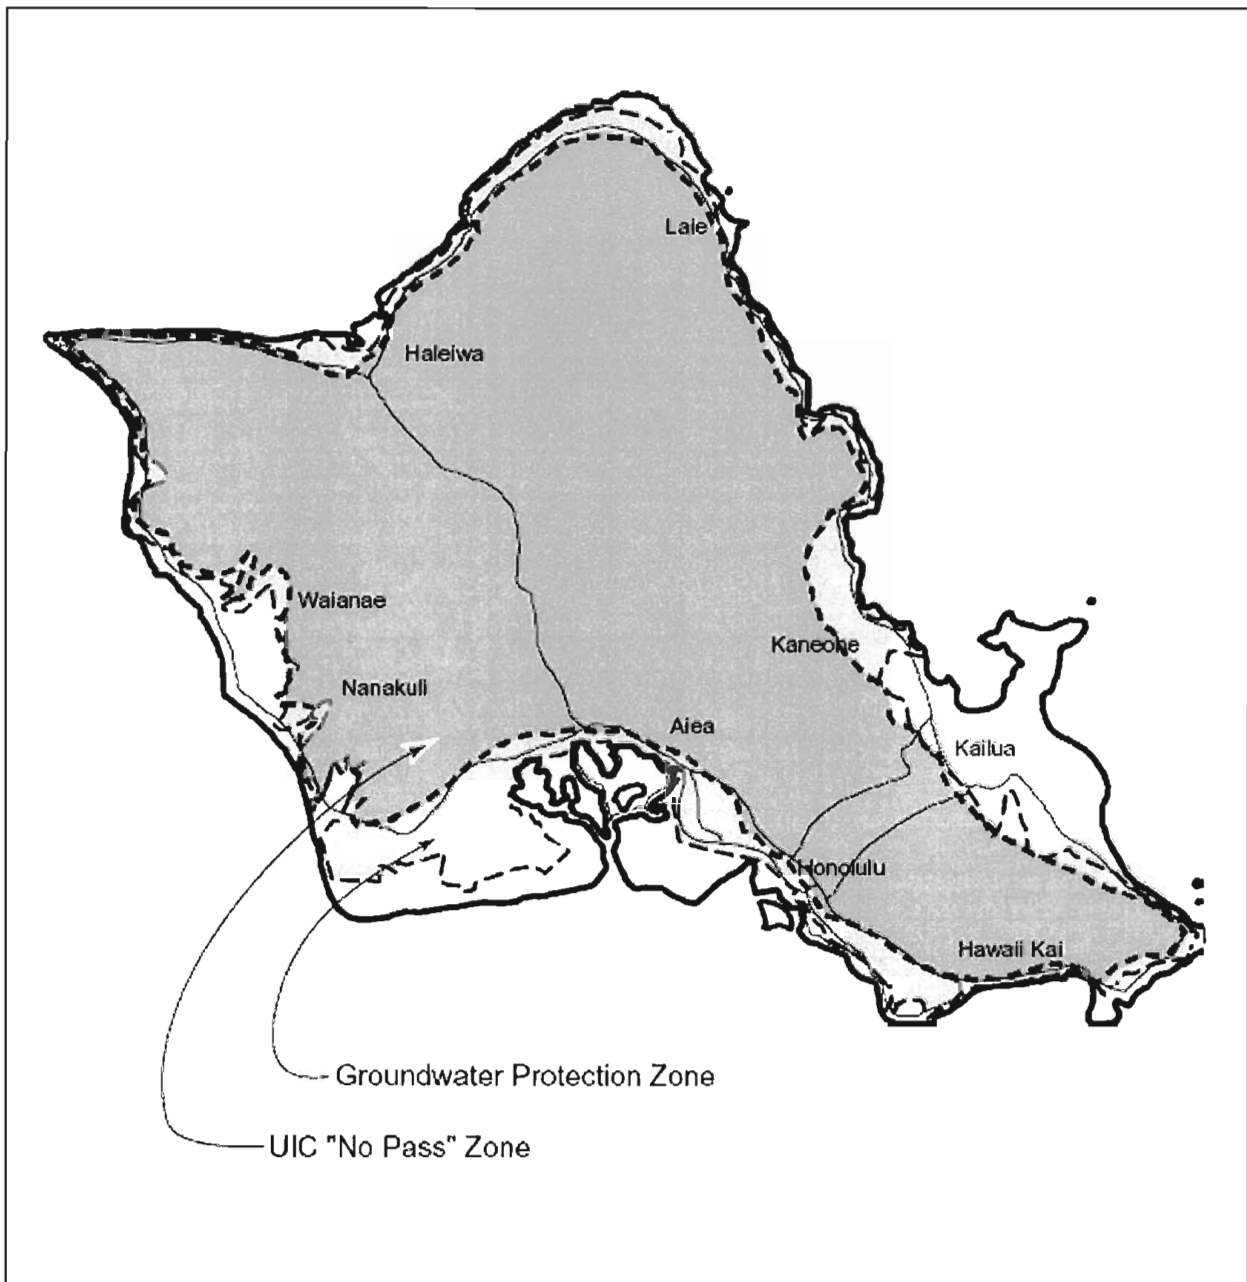 Laie
Haleiwa
Waianae
Kaneohe
Nanakuli
Aiea
Kailua
Honolulu
Hawaii Kai
Groundwater Protection Zone
UIC "No Pass" Zone